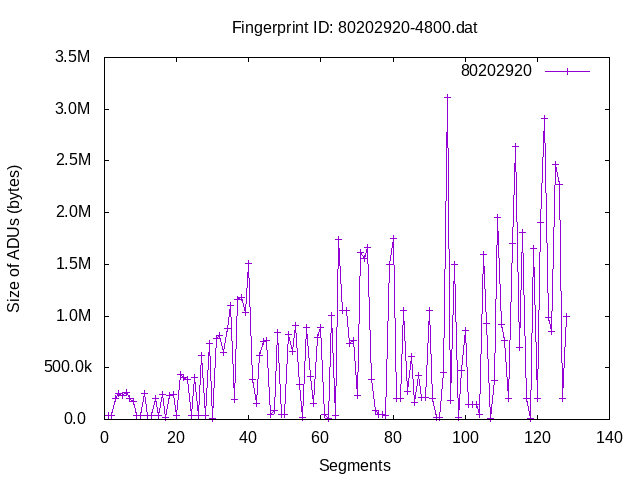 Fingerprint ID: 80202920-4800.dat
80202920
3.5M
3.0M
2.5M
2.0M
1.5M
1.0M
500.0k
0.0
Size of ADUs (bytes)
0 20 40 60 80 100 120 140
Segments